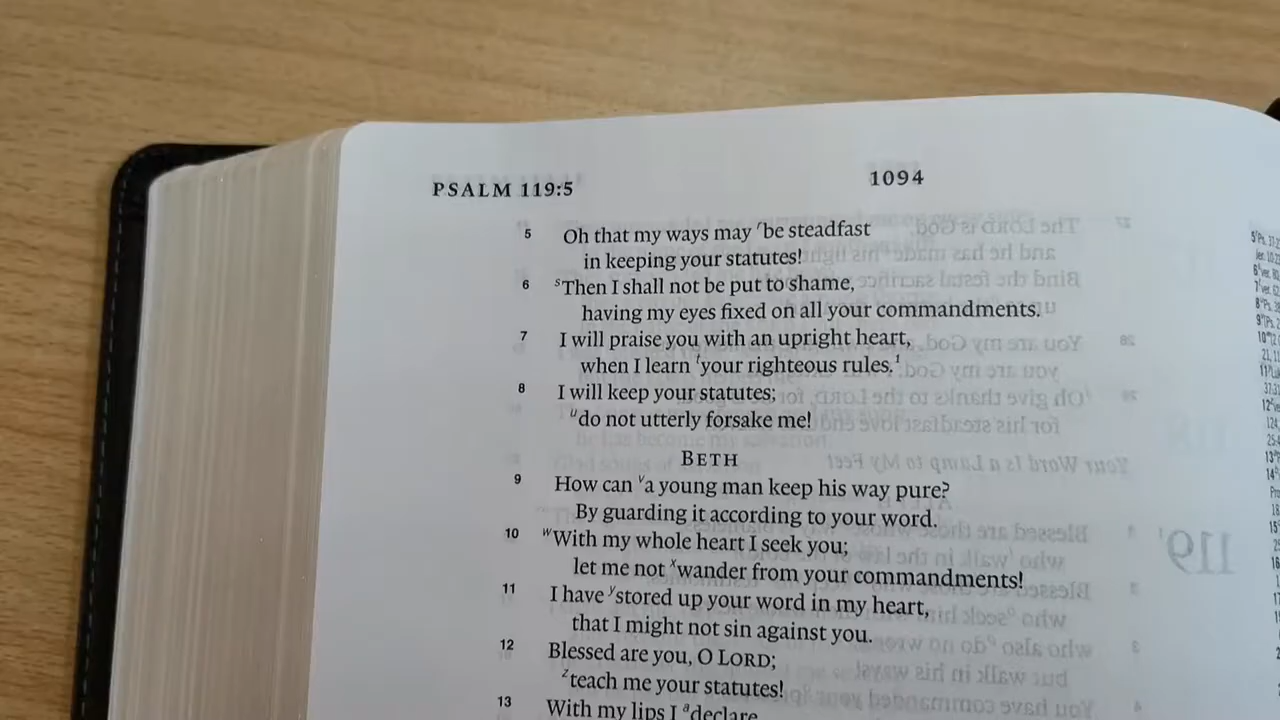 PSALM 119:5
1094
5 Oh that my ways may ʳbe steadfast
in keeping your statutes!
6 ˢThen I shall not be put to shame,
having my eyes fixed on all your commandments.
7 I will praise you with an upright heart,
when I learn ᵗyour righteous rules.¹
8 I will keep your statutes;
ᵘdo not utterly forsake me!
BETH
9 How can ᵛa young man keep his way pure?
By guarding it according to your word.
10 ʷWith my whole heart I seek you;
let me not ˣwander from your commandments!
11 I have ʸstored up your word in my heart,
that I might not sin against you.
12 Blessed are you, O LORD;
ᶻteach me your statutes!
13 With my lips I ᵃdeclare